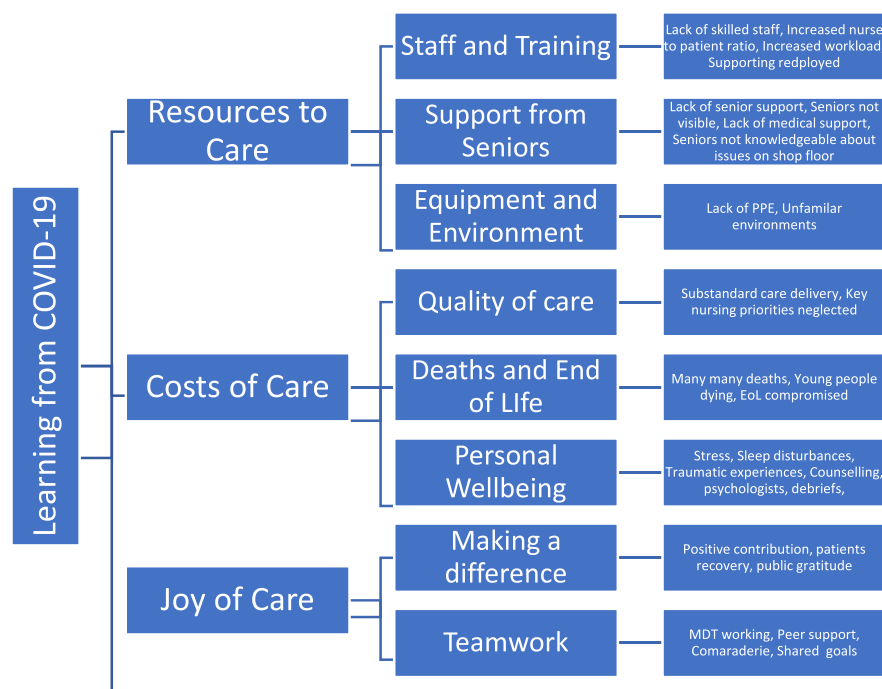 Learning from COVID-19
Resources to
Care
Staff and Training
Lack of skilled staff, Increased nurse
to patient ratio, Increased workload
Supporting redployed
Support from
Seniors
Lack of senior support, Seniors not
visible, Lack of medical support,
Seniors not knowledgeable about
issues on shop floor
Equipment and
Environment
Lack of PPE, Unfamilar
environments
Costs of Care
Quality of care
Substandard care delivery, Key
nursing priorities neglected
Deaths and End
of LIfe
Many many deaths, Young people
dying, EoL compromised
Personal
Wellbeing
Stress, Sleep disturbances,
Traumatic experiences, Counselling,
psychologists, debriefs,
Joy of Care
Making a
difference
Positive contribution, patients
recovery, public gratitude
Teamwork
MDT working, Peer support,
Comaraderie, Shared goals